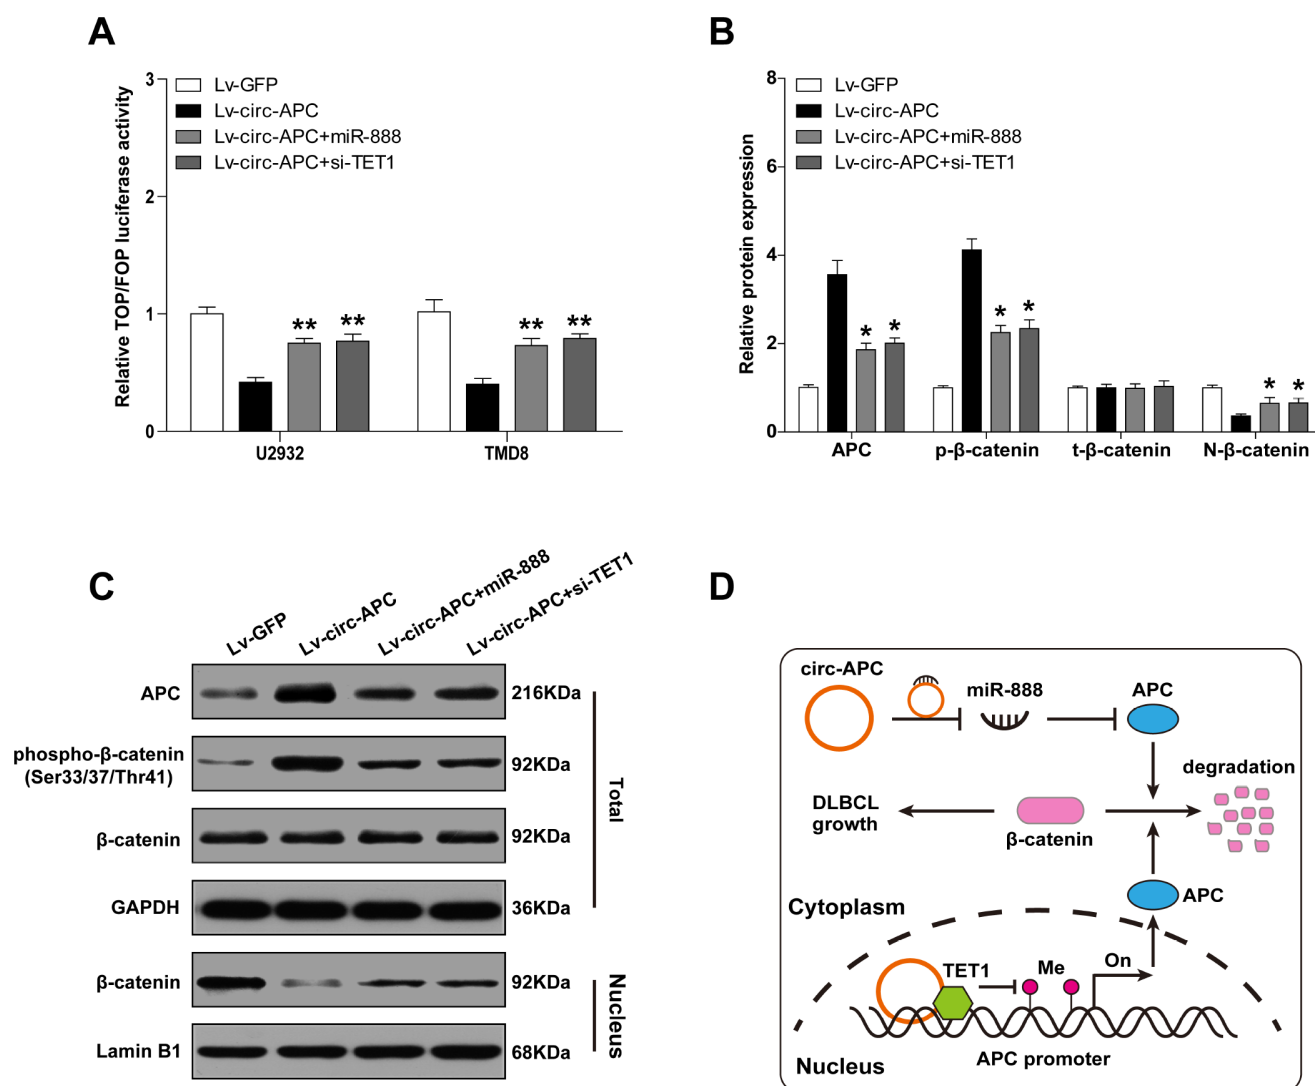 A
Relative TOP/FOP luciferase activity
3
2
1
0
Lv-GFP
Lv-circ-APC
Lv-circ-APC+miR-888
Lv-circ-APC+si-TET1
**
**
**
**
U2932
TMD8
B
Relative protein expression
8
6
4
2
0
Lv-GFP
Lv-circ-APC
Lv-circ-APC+miR-888
Lv-circ-APC+si-TET1
*
*
*
*
*
*
APC
p-β-catenin
t-β-catenin
N-β-catenin
C
Lv-GFP
Lv-circ-APC
Lv-circ-APC+miR-888
Lv-circ-APC+si-TET1
APC
216KDa
phospho-β-catenin
(Ser33/37/Thr41)
92KDa
β-catenin
92KDa
GAPDH
36KDa
Total
β-catenin
92KDa
Lamin B1
68KDa
Nucleus
D
circ-APC
miR-888
APC
degradation
DLBCL
growth
β-catenin
APC
Cytoplasm
TET1
Me
On
APC promoter
Nucleus